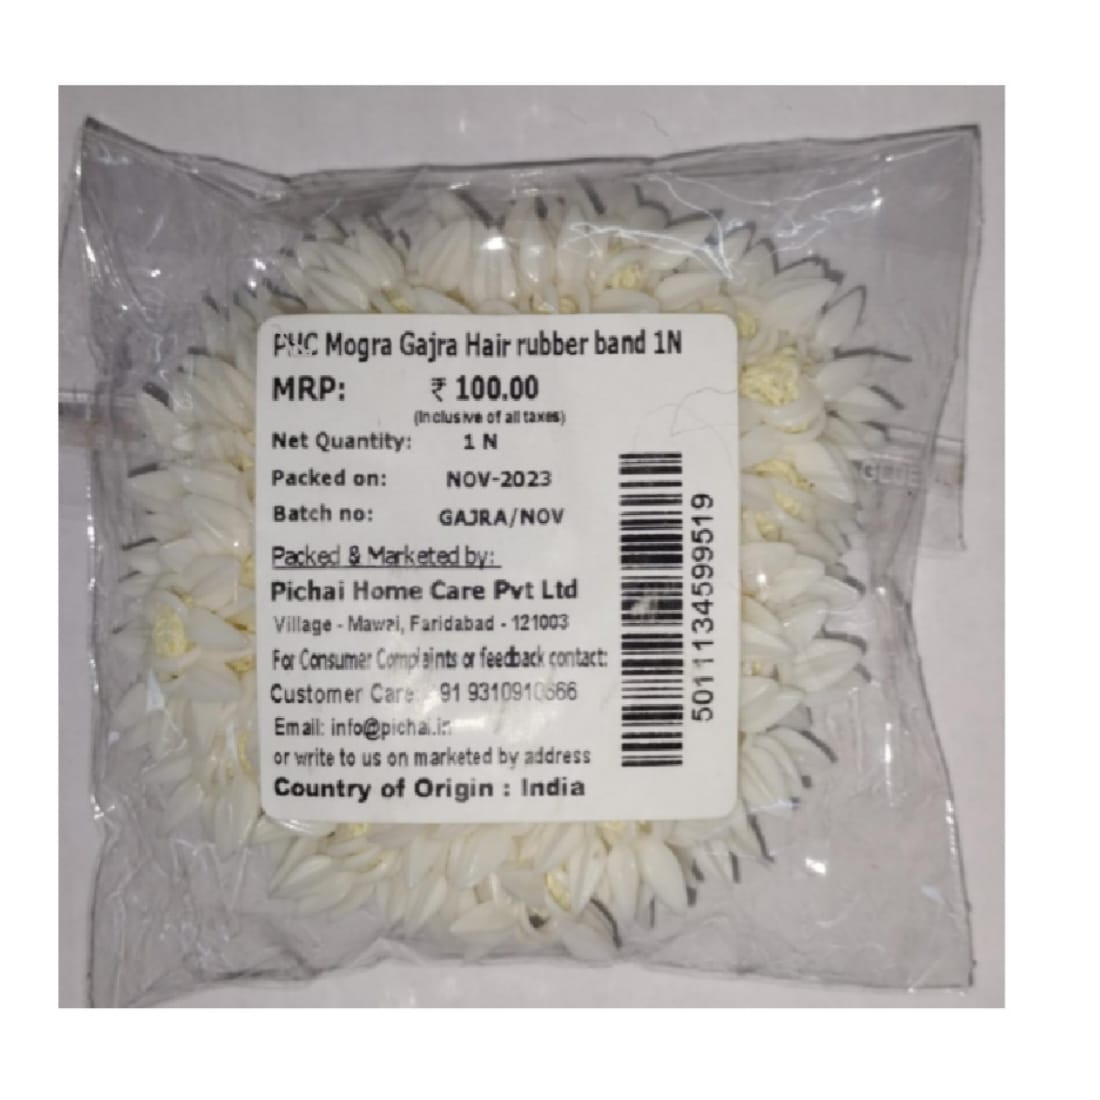 PHC Mogra Gajra Hair rubber band 1N
MRP: ₹ 100.00
(Inclusive of all taxes)
Net Quantity: 1 N
Packed on: NOV-2023
Batch no: GAJRA/NOV
Packed & Marketed by:
Pichai Home Care Pvt Ltd
Village - Mawai, Faridabad - 121003
For Consumer Complaints or feedback contact:
Customer Care: 91
Email: info@pichai.in
or write to us on marketed by address
Country of Origin : India
5011134599519